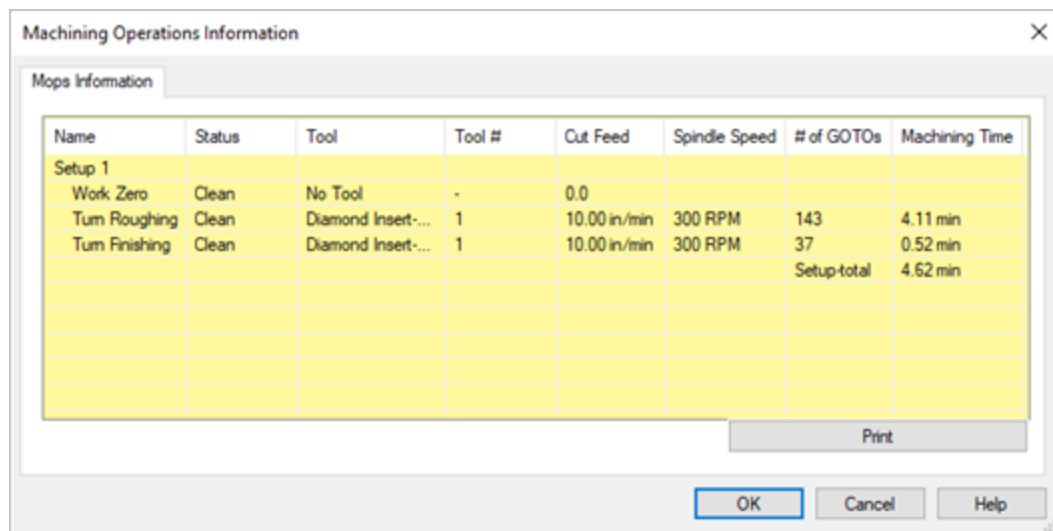 Machining Operations Information
Mops Information
Name Status Tool Tool # Cut Feed Spindle Speed # of GOTOs Machining Time
Setup 1
Work Zero Clean No Tool - 0.0
Turn Roughing Clean Diamond Insert-... 1 10.00 in/min 300 RPM 143 4.11 min
Turn Finishing Clean Diamond Insert-... 1 10.00 in/min 300 RPM 37 0.52 min
Setup-total 4.62 min
Print
OK Cancel Help